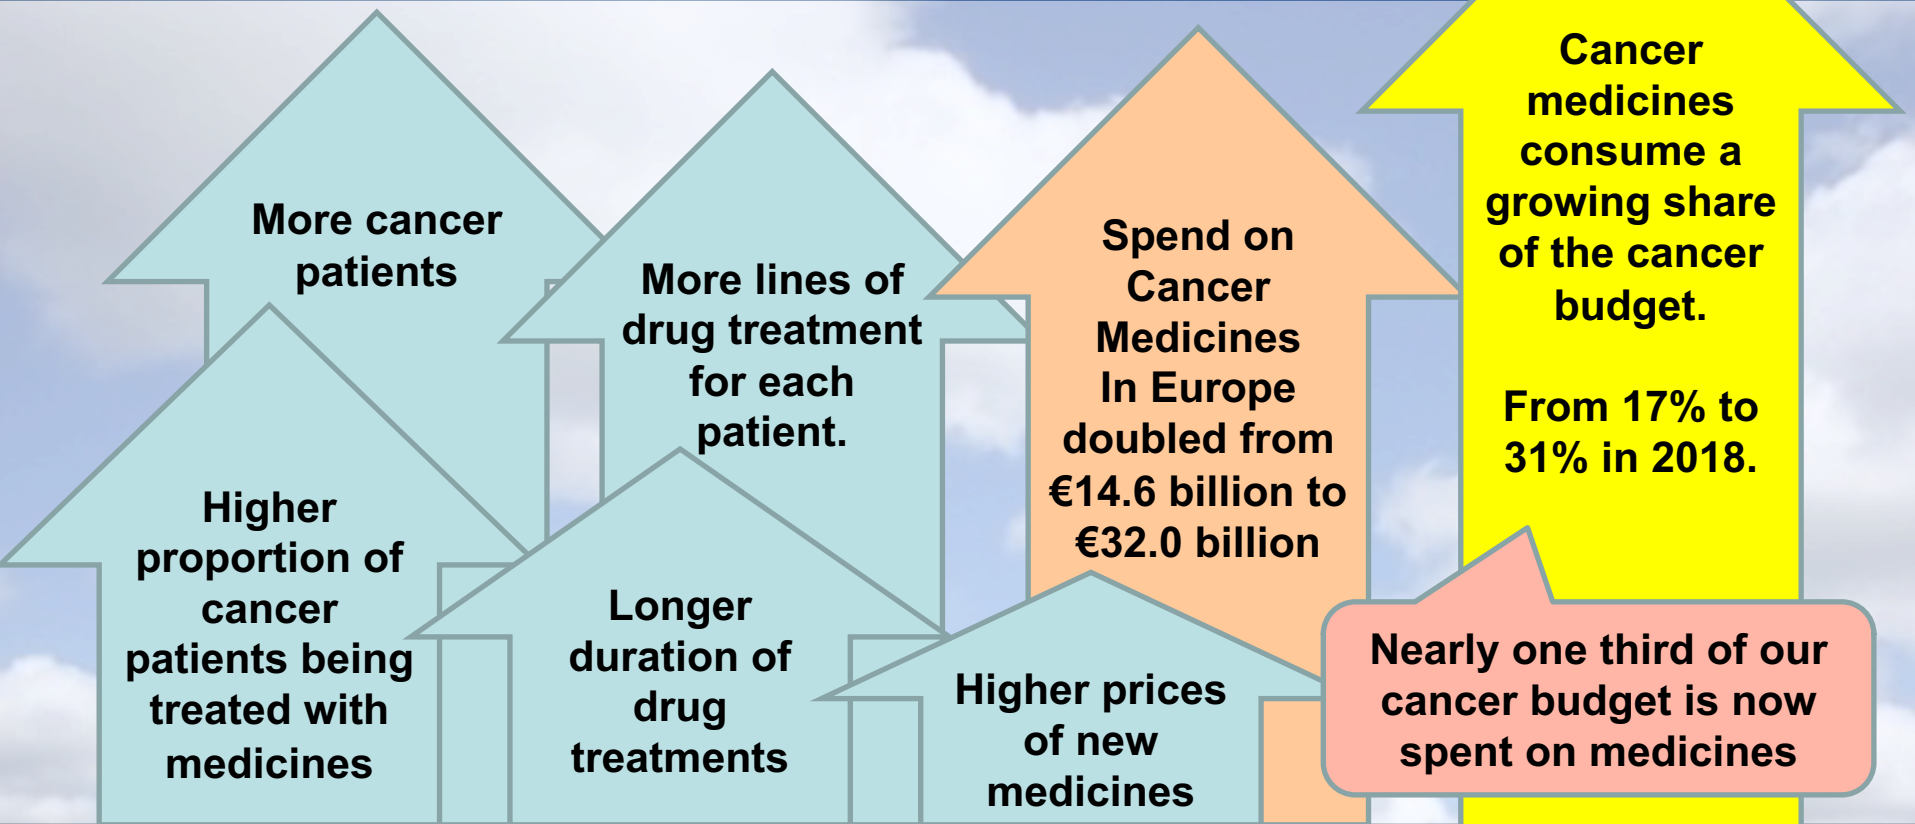 More cancer
patients
Higher
proportion of
cancer
patients being
treated with
medicines
More lines of
drug treatment
for each
patient.
Longer
duration of
drug
treatments
Higher prices
of new
medicines
Spend on
Cancer
Medicines
In Europe
doubled from
€14.6 billion to
€32.0 billion
Cancer
medicines
consume a
growing share
of the cancer
budget.
From 17% to
31% in 2018.
Nearly one third of our
cancer budget is now
spent on medicines